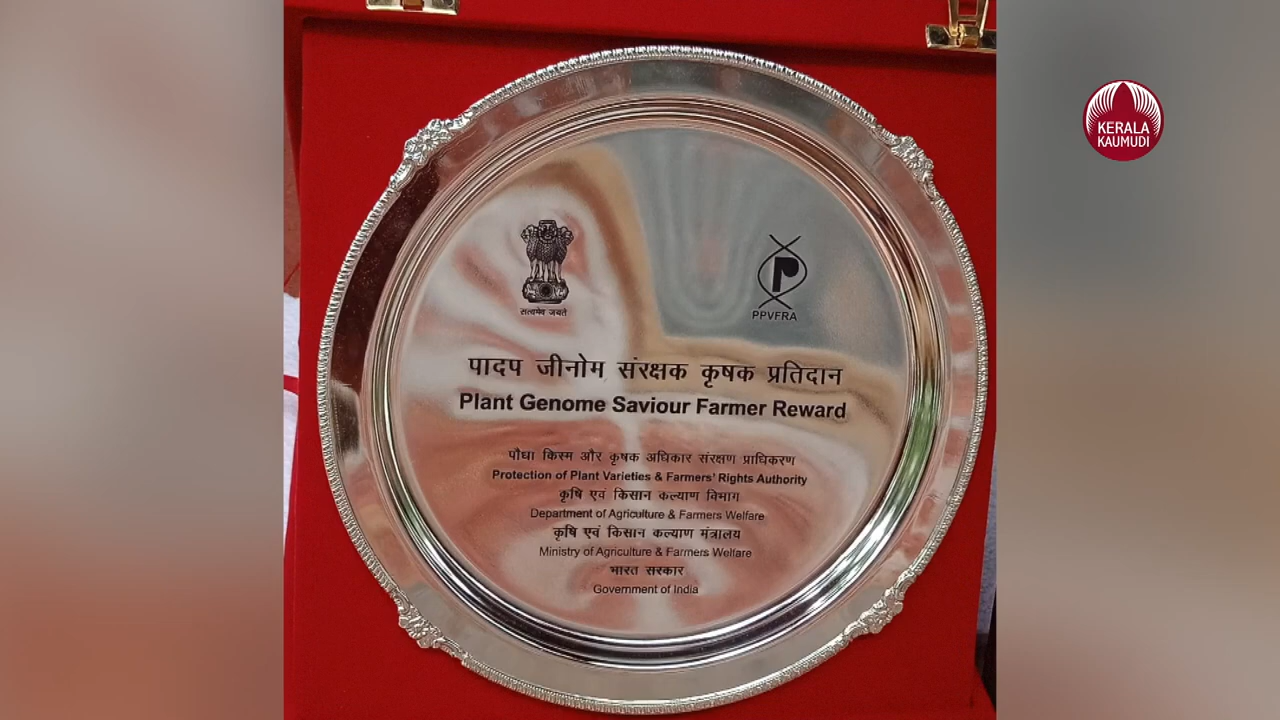 KERALA
KAUMUDI
सत्यमेव जयते
PPVFRA
पादप जीनोम संरक्षक कृषक प्रतिदान
Plant Genome Saviour Farmer Reward
पौधा किस्म और कृषक अधिकार संरक्षण प्राधिकरण
Protection of Plant Varieties & Farmers' Rights Authority
कृषि एवं किसान कल्याण विभाग
Department of Agriculture & Farmers Welfare
कृषि एवं किसान कल्याण मंत्रालय
Ministry of Agriculture & Farmers Welfare
भारत सरकार
Government of India